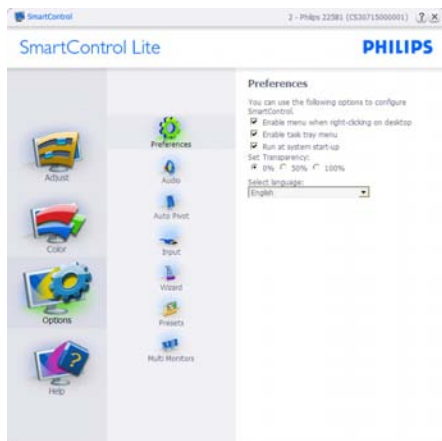 SmartControl
2 - Philips 225B1 (CS30715000001)
SmartControl Lite
PHILIPS
Adjust
Color
Options
Help
Preferences
Audio
Auto Pivot
Input
Wizard
Presets
Multi Monitors
Preferences
You can use the following options to configure
SmartControl.
Enable menu when right-clicking on desktop
Enable task tray menu
Run at system start-up
Set Transparency:
0% 50% 100%
Select language:
English